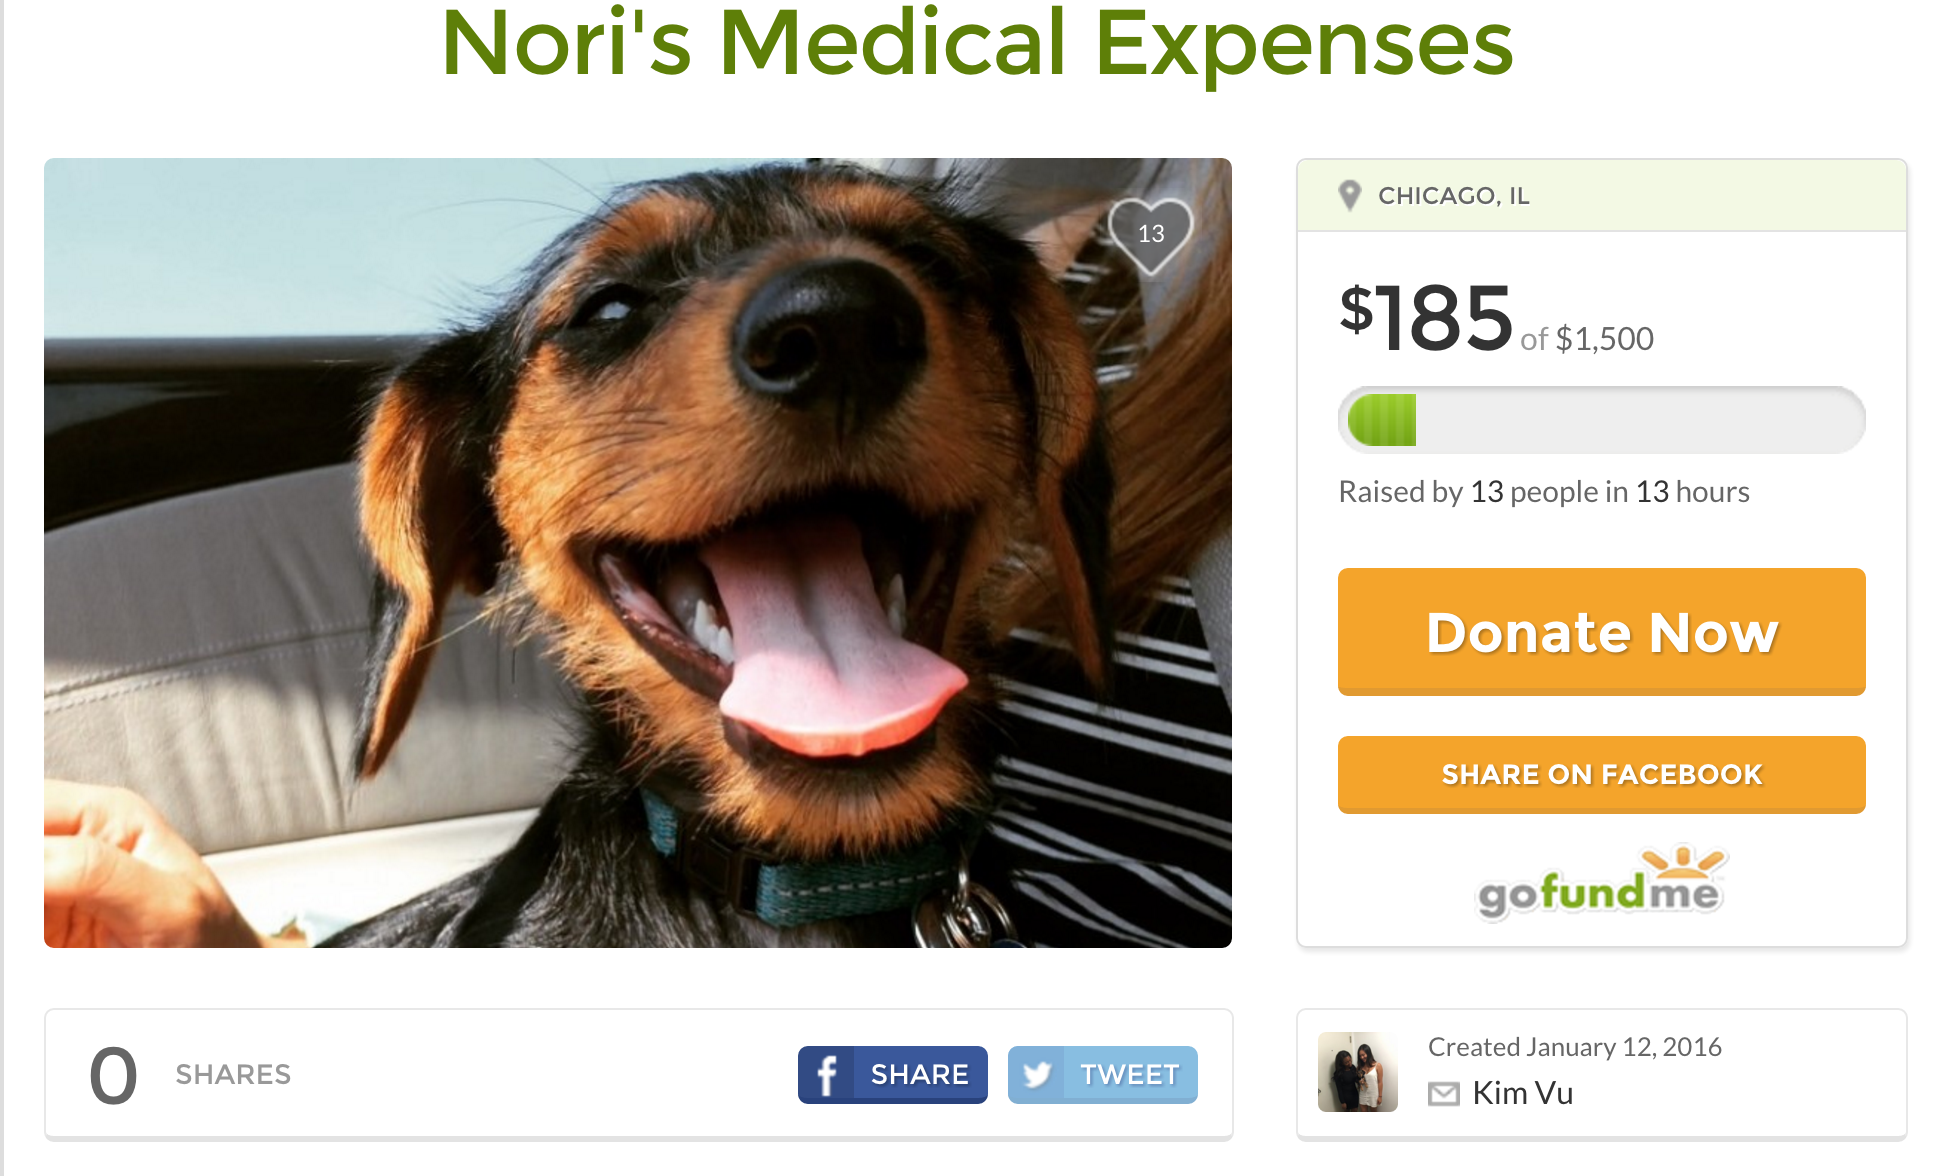 Nori's Medical Expenses
13
CHICAGO, IL
$185 of $1,500
Raised by 13 people in 13 hours
Donate Now
SHARE ON FACEBOOK
gofundme
0 SHARES
f SHARE
TWEET
Created January 12, 2016
Kim Vu